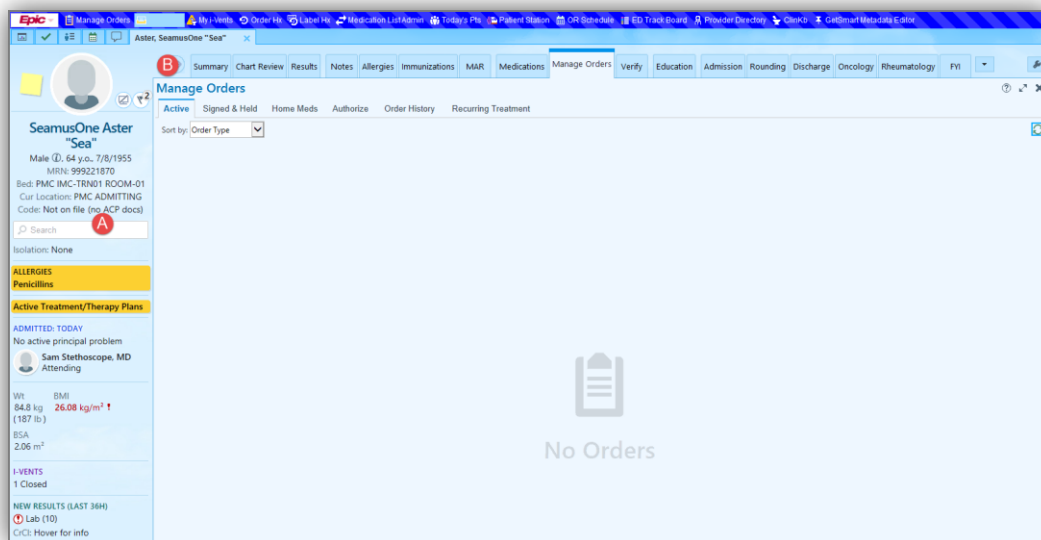 Epic Manage Orders My i-Vents Order Hx Label Hx Medication List Admin Today's Pts Patient Station OR Schedule ED Track Board Provider Directory ClinKb GetSmart Metadata Editor
Aster, SeamusOne "Sea" ×
B Summary Chart Review Results Notes Allergies Immunizations MAR Medications Manage Orders Verify Education Admission Rounding Discharge Oncology Rheumatology FYI
2
SeamusOne Aster
"Sea"
Male, 64 y.o., 7/8/1955
MRN: 999221870
Bed: PMC IMC-TRN01 ROOM-01
Cur Location: PMC ADMITTING
Code: Not on file (no ACP docs)
Search A
Isolation: None
ALLERGIES
Penicillins
Active Treatment/Therapy Plans
ADMITTED: TODAY
No active principal problem
Sam Stethoscope, MD
Attending
Wt BMI
84.8 kg 26.08 kg/m² !
(187 lb)
BSA
2.06 m²
I-VENTS
1 Closed
NEW RESULTS (LAST 36H)
Lab (10)
CrCl: Hover for info
Manage Orders
Active Signed & Held Home Meds Authorize Order History Recurring Treatment
Sort by: Order Type
No Orders